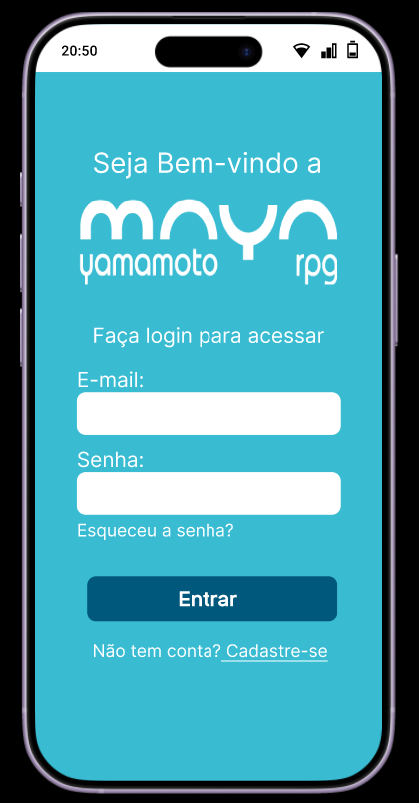 20:50
Seja Bem-vindo a
maya
yamamoto rpg
Faça login para acessar
E-mail:
Senha:
Esqueceu a senha?
Entrar
Não tem conta? Cadastre-se